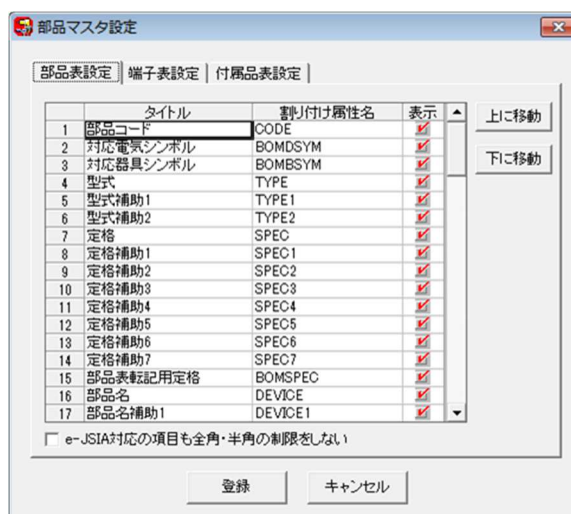 部品マスタ設定
部品表設定 端子表設定 付属品表設定
タイトル 割り付け属性名 表示
1 部品コード CODE
2 対応電気シンボル BOMDSYM
3 対応器具シンボル BOMBSYM
4 型式 TYPE
5 型式補助1 TYPE1
6 型式補助2 TYPE2
7 定格 SPEC
8 定格補助1 SPEC1
9 定格補助2 SPEC2
10 定格補助3 SPEC3
11 定格補助4 SPEC4
12 定格補助5 SPEC5
13 定格補助6 SPEC6
14 定格補助7 SPEC7
15 部品表転記用定格 BOMSPEC
16 部品名 DEVICE
17 部品名補助1 DEVICE1
上に移動
下に移動
e-JSIA対応の項目も全角・半角の制限をしない
登録 キャンセル